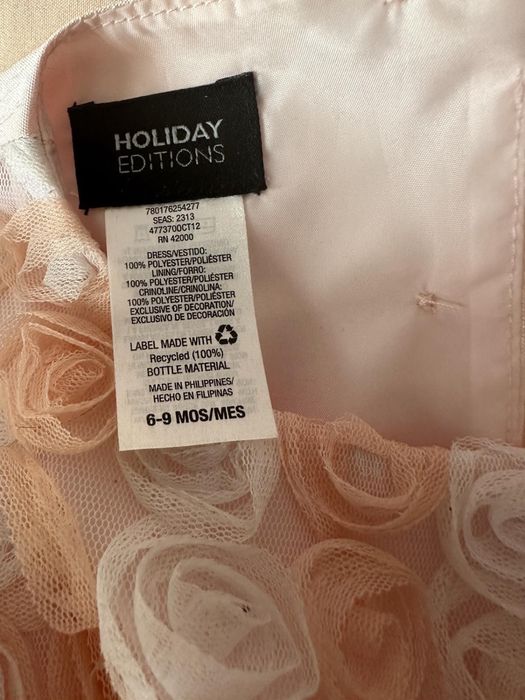 HOLIDAY
EDITIONS
780176254277
SEAS: 2313
477370OCT12
RN 42000
DRESS/VESTIDO:
100% POLYESTER/POLIÉSTER
LINING/FORRO:
100% POLYESTER/POLIÉSTER
CRINOLINE/CRINOLINA:
100% POLYESTER/POLIÉSTER
EXCLUSIVE OF DECORATION/
EXCLUSIVO DE DECORACIÓN
LABEL MADE WITH
Recycled (100%)
BOTTLE MATERIAL
MADE IN PHILIPPINES/
HECHO EN FILIPINAS
6-9 MOS/MES